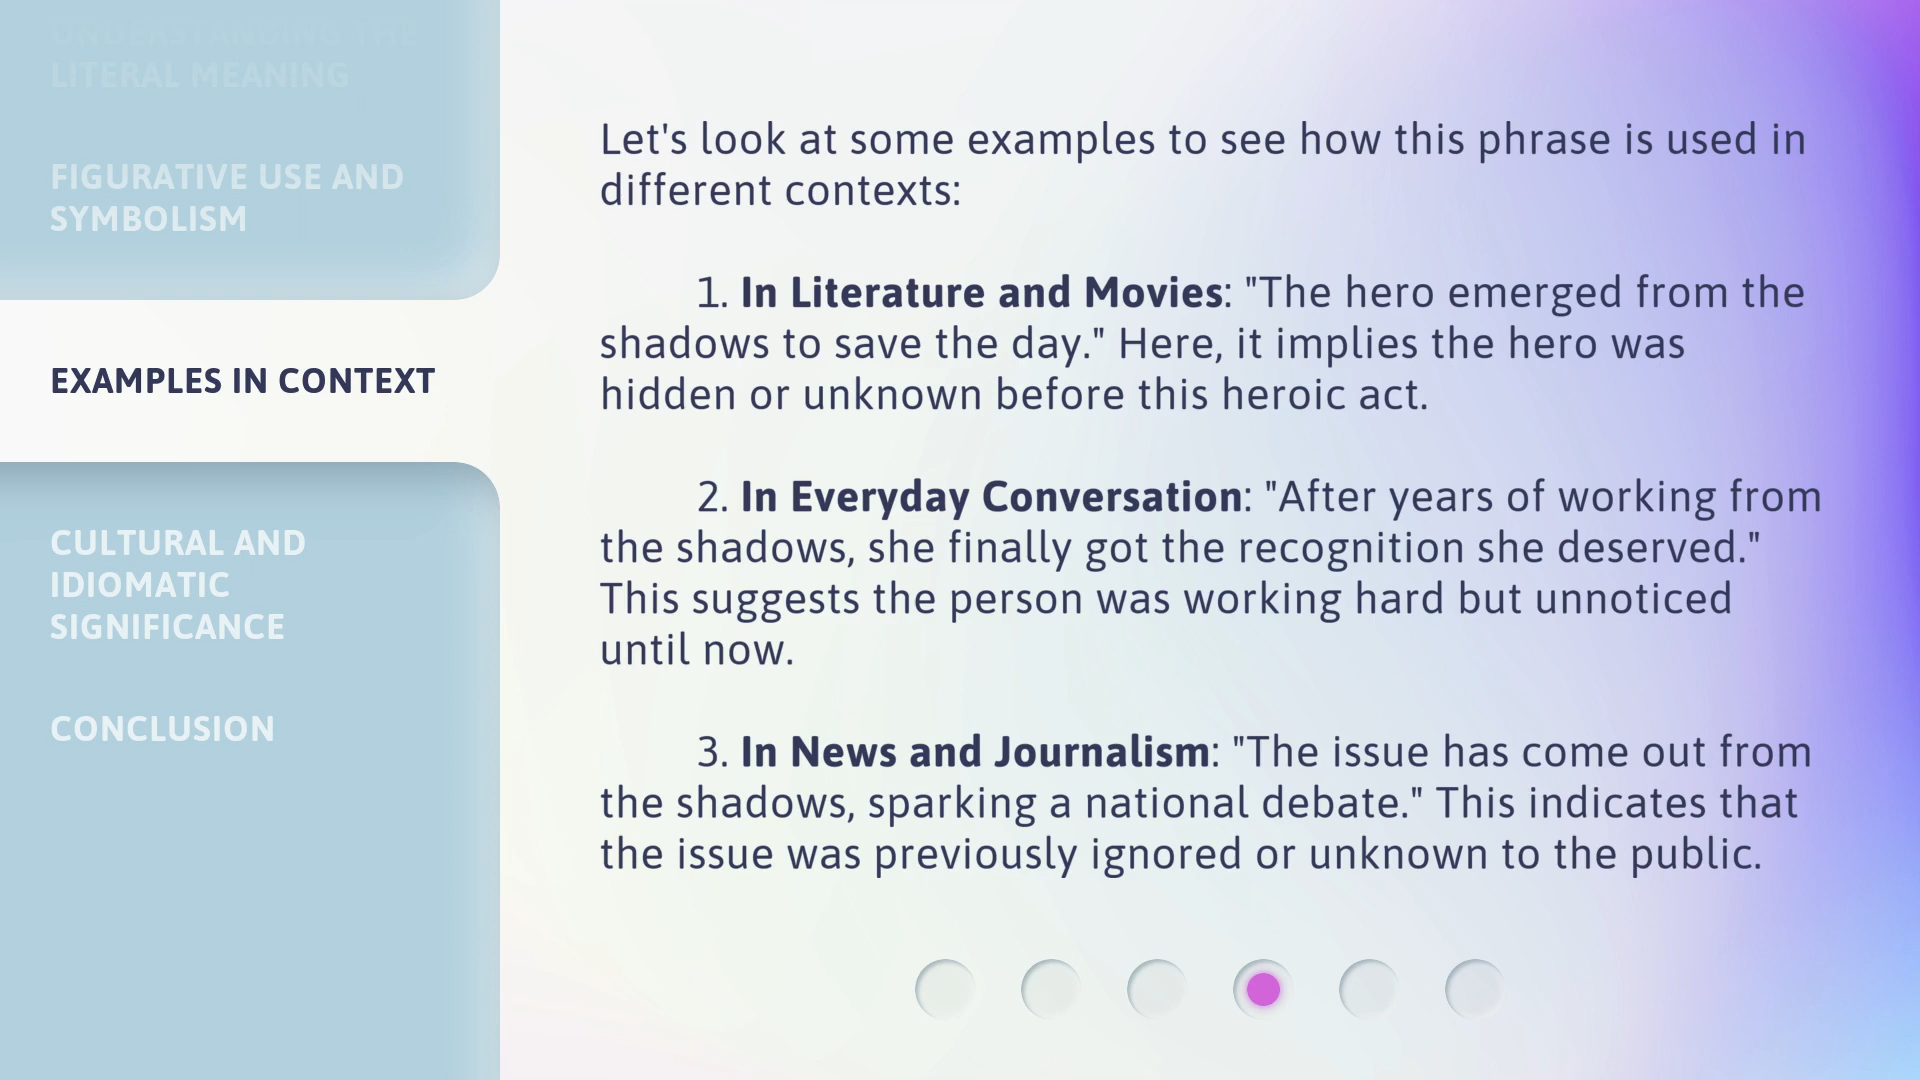 UNDERSTANDING THE
LITERAL MEANING
FIGURATIVE USE AND
SYMBOLISM
EXAMPLES IN CONTEXT
CULTURAL AND
IDIOMATIC
SIGNIFICANCE
CONCLUSION
Let's look at some examples to see how this phrase is used in
different contexts:
1. In Literature and Movies: "The hero emerged from the
shadows to save the day." Here, it implies the hero was
hidden or unknown before this heroic act.
2. In Everyday Conversation: "After years of working from
the shadows, she finally got the recognition she deserved."
This suggests the person was working hard but unnoticed
until now.
3. In News and Journalism: "The issue has come out from
the shadows, sparking a national debate." This indicates that
the issue was previously ignored or unknown to the public.